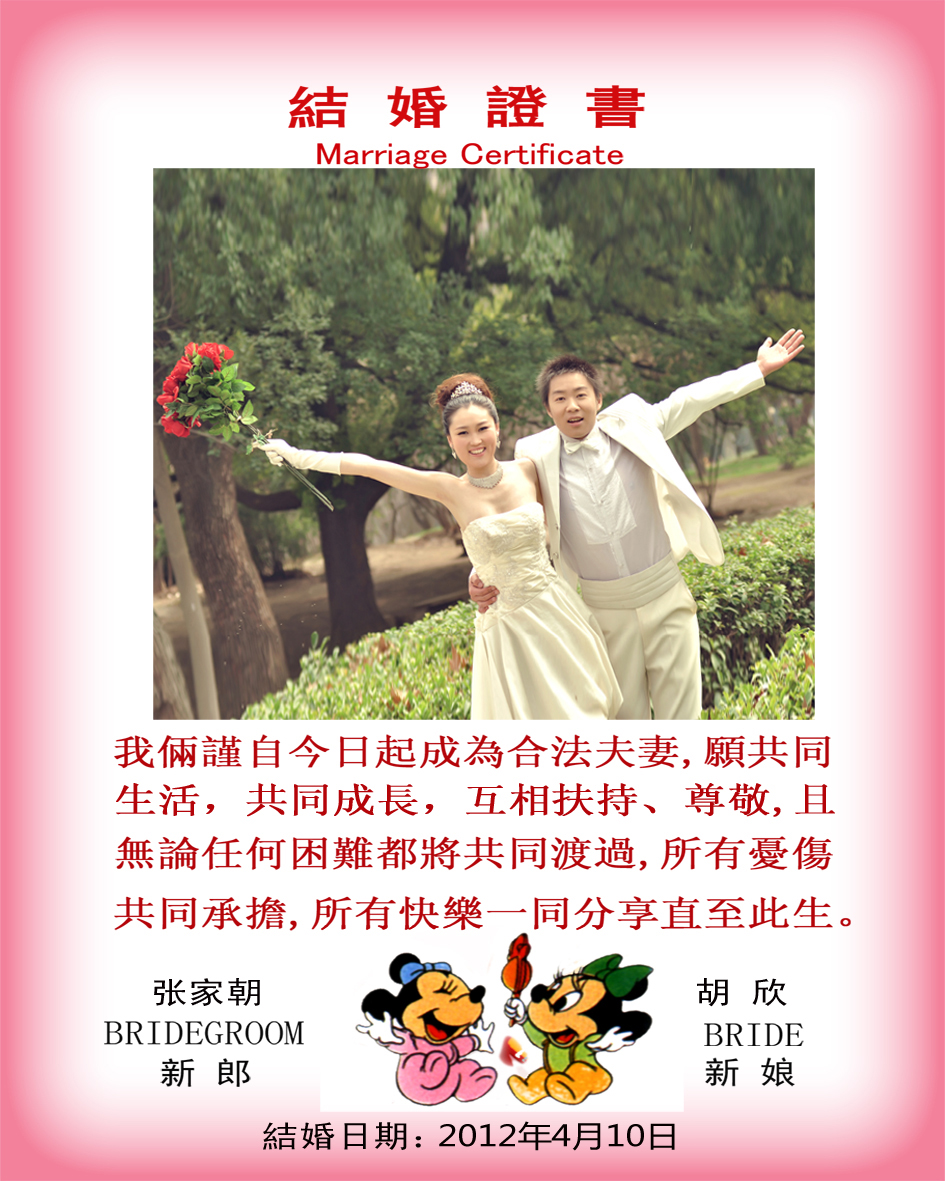 結婚證書
Marriage Certificate
我倆謹自今日起成為合法夫妻,願共同
生活，共同成長，互相扶持、尊敬,且
無論任何困難都將共同渡過,所有憂傷
共同承擔,所有快樂一同分享直至此生。
张家朝
BRIDEGROOM
新郎
胡欣
BRIDE
新娘
結婚日期：2012年4月10日